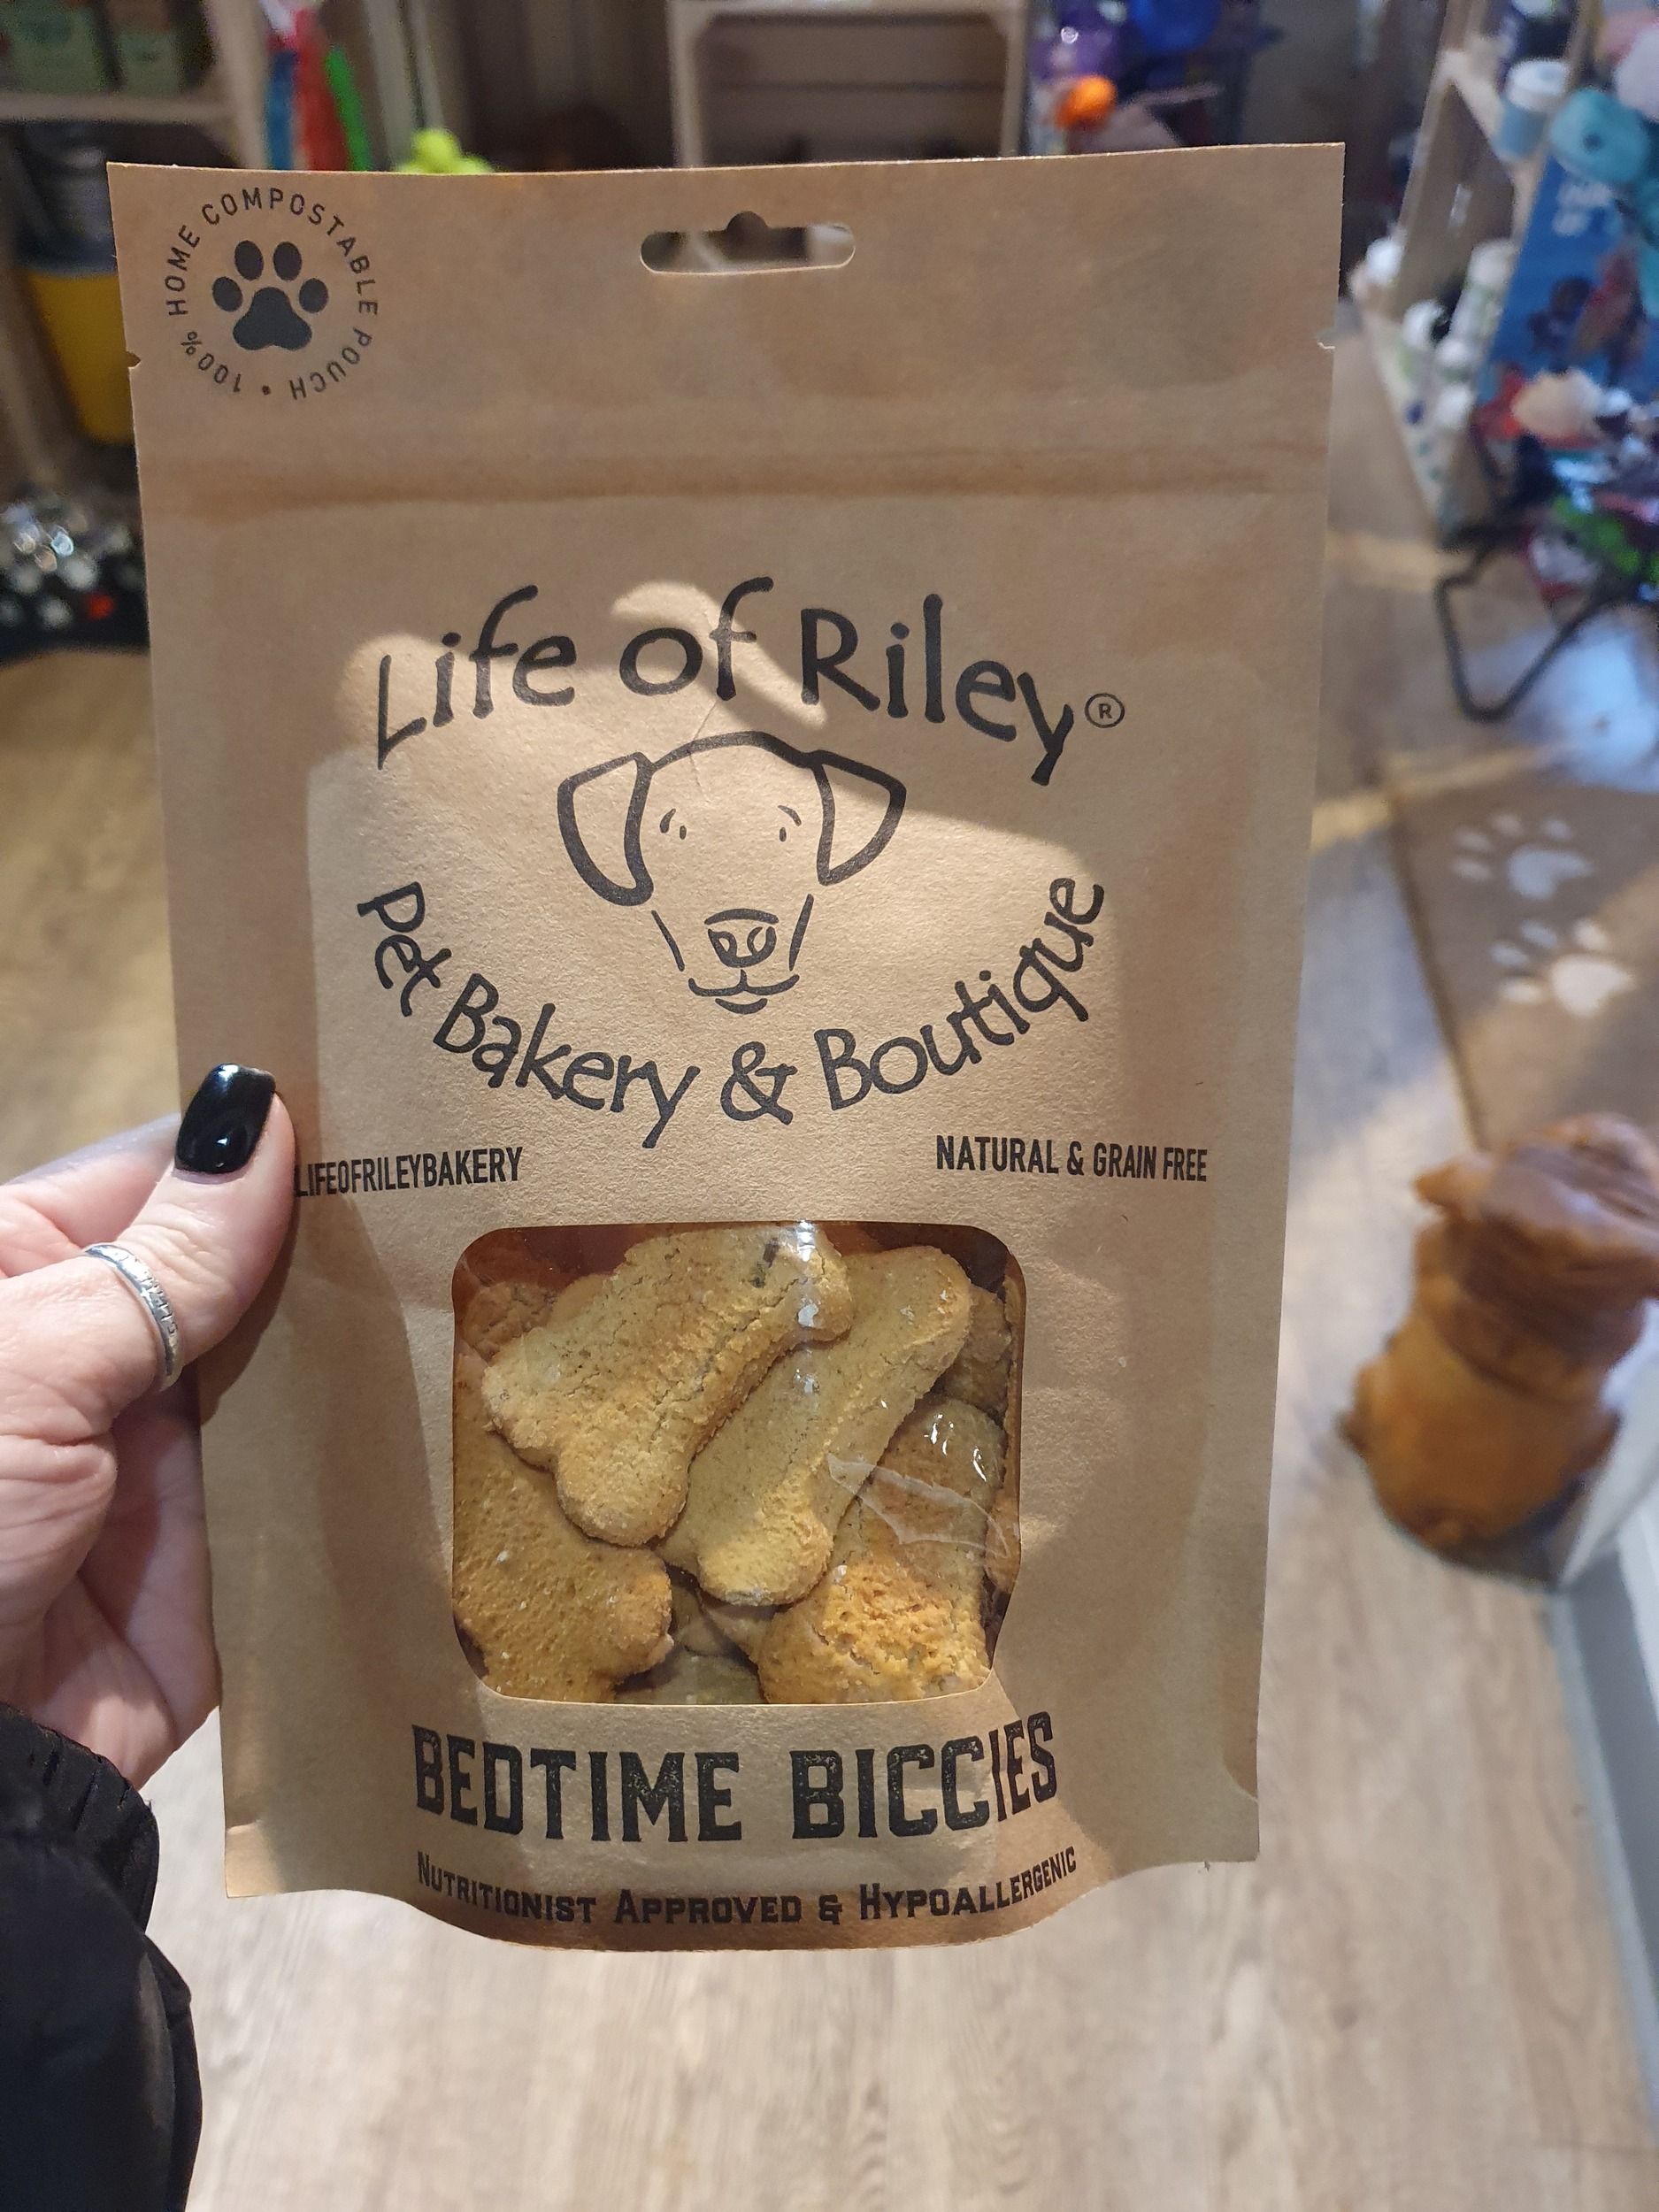 100% HOME COMPOSTABLE POUCH •
Life of Riley®
Pet Bakery & Boutique
LIFEOFRILEYBAKERY
NATURAL & GRAIN FREE
BEDTIME BICCIES
NUTRITIONIST APPROVED & HYPOALLERGENIC